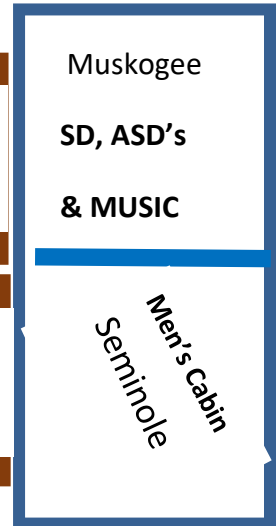 Muskogee
SD, ASD’s
& MUSIC
Men’s Cabin
Seminole